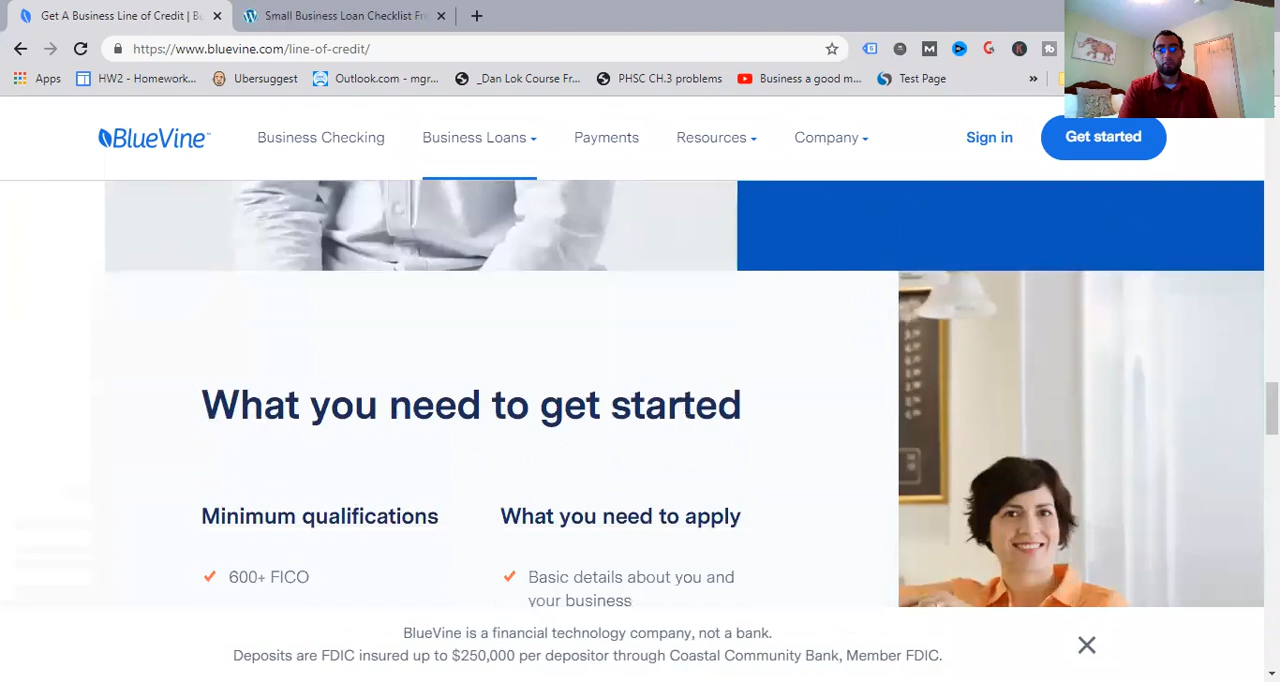 Get A Business Line of Credit | Bu
Small Business Loan Checklist Fre
https://www.bluevine.com/line-of-credit/
Apps
HW2 - Homework...
Ubersuggest
Outlook.com - mgr...
_Dan Lok Course Fr...
PHSC CH.3 problems
Business a good m...
Test Page
BlueVine
Business Checking
Business Loans
Payments
Resources
Company
Sign in
Get started
What you need to get started
Minimum qualifications
600+ FICO
What you need to apply
Basic details about you and
your business
BlueVine is a financial technology company, not a bank.
Deposits are FDIC insured up to $250,000 per depositor through Coastal Community Bank, Member FDIC.